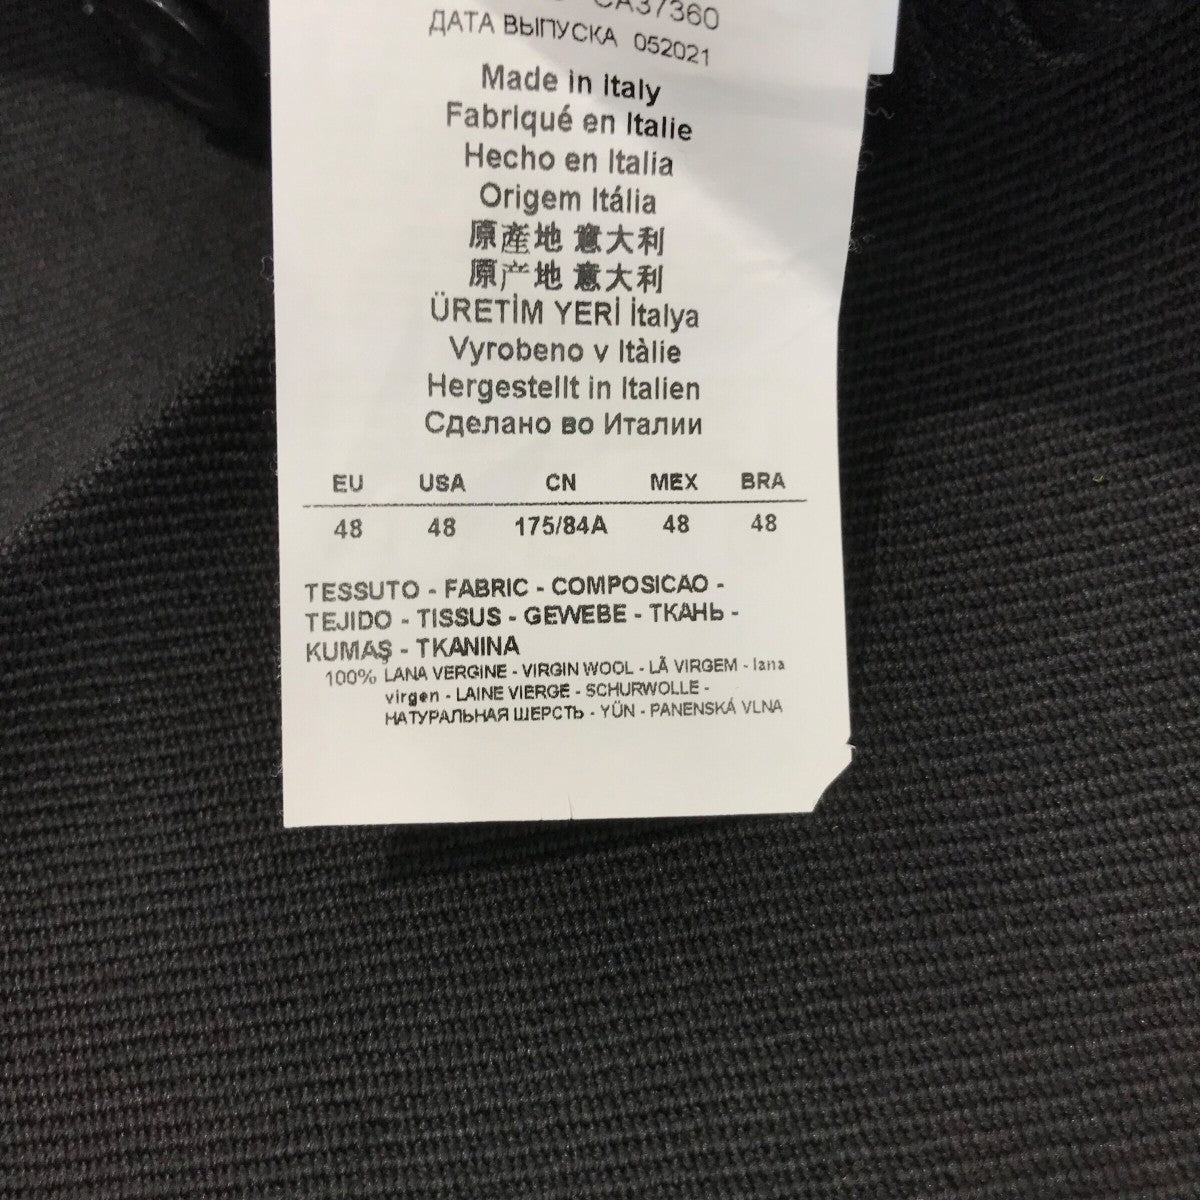 CA37360
ДАТА ВЫПУСКА 052021
Made in Italy
Fabriqué en Italie
Hecho en Italia
Origem Itália
原産地 意大利
原产地 意大利
ÜRETİM YERİ İtalya
Vyrobeno v Itàlie
Hergestellt in Italien
Сделано во Италии
EU USA CN MEX BRA
48 48 175/84A 48 48
TESSUTO - FABRIC - COMPOSICAO -
TEJIDO - TISSUS - GEWEBE - ТКАНЬ -
KUMAŞ - TKANINA
100% LANA VERGINE - VIRGIN WOOL - LÃ VIRGEM - lana
virgen - LAINE VIERGE - SCHURWOLLE -
НАТУРАЛЬНАЯ ШЕРСТЬ - YÜN - PANENSKÁ VLNA